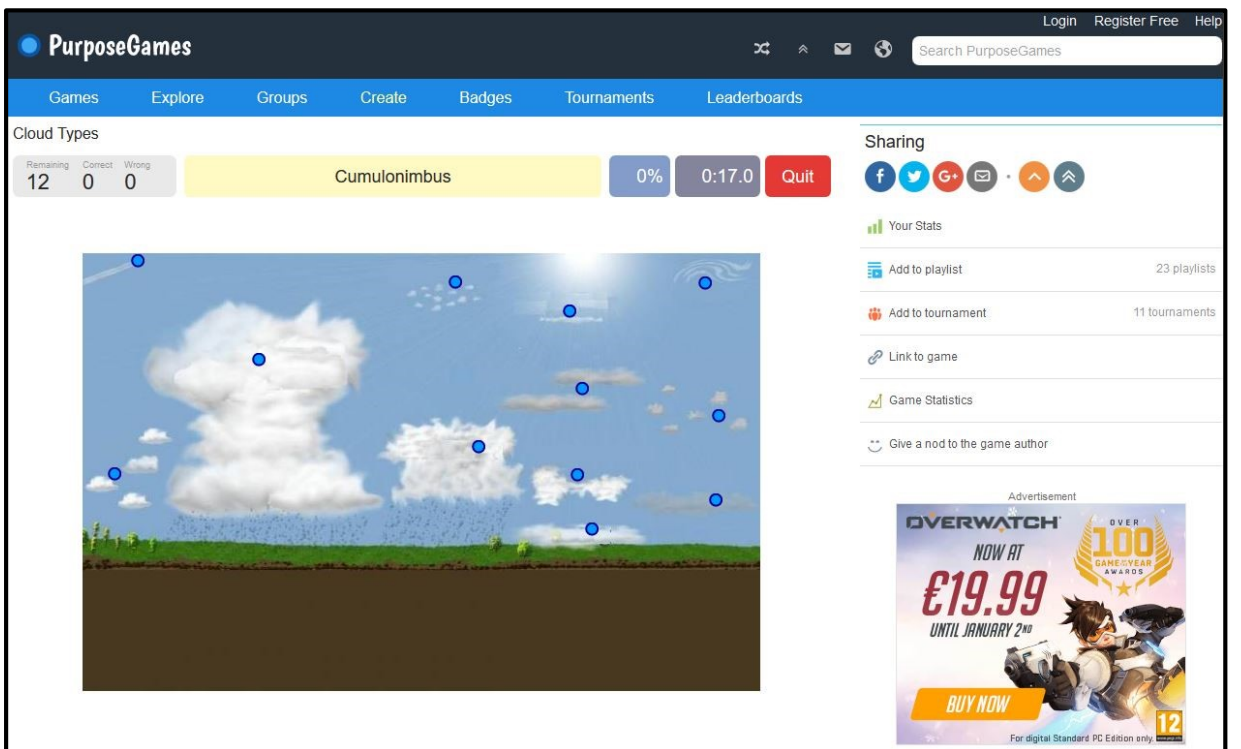 Login Register Free Help
PurposeGames
Search PurposeGames
Games Explore Groups Create Badges Tournaments Leaderboards
Cloud Types
Remaining Correct Wrong
12 0 0
Cumulonimbus
0%
0:17.0
Quit
Sharing
Your Stats
Add to playlist 23 playlists
Add to tournament 11 tournaments
Link to game
Game Statistics
Give a nod to the game author
Advertisement
OVERWATCH
NOW AT
€19.99
UNTIL JANUARY 2ND
OVER
100
GAME OF THE YEAR
AWARDS
BUY NOW
12
For digital Standard PC Edition only.